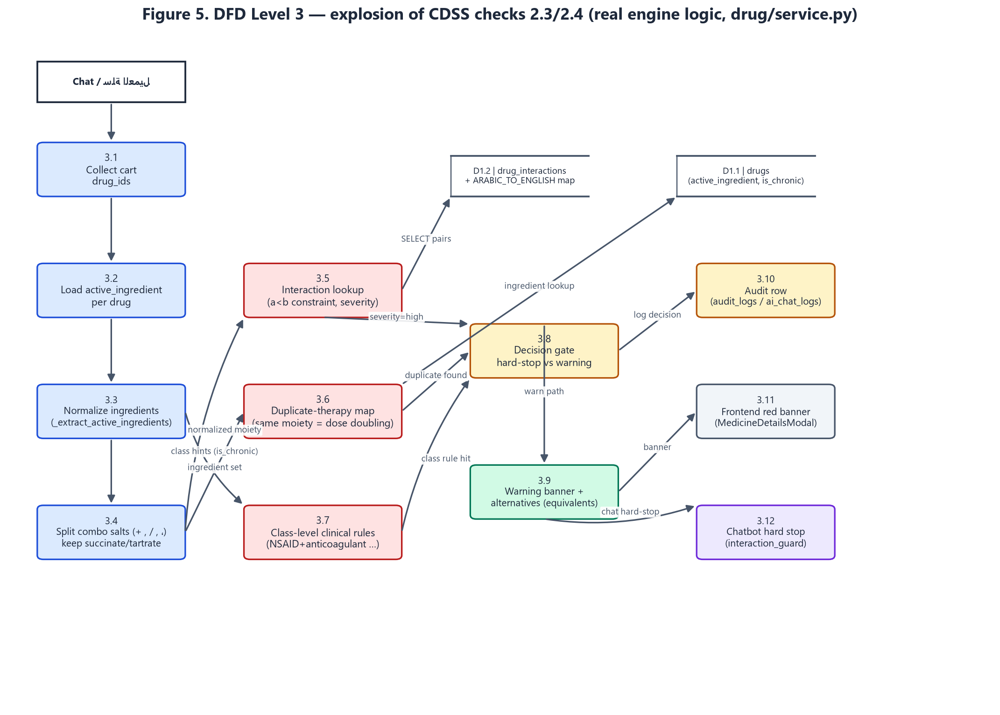 Figure 5. DFD Level 3 — explosion of CDSS checks 2.3/2.4 (real engine logic, drug/service.py)
Chat / سلة العميل
3.1
Collect cart
drug_ids
D1.2 | drug_interactions
+ ARABIC_TO_ENGLISH map
D1.1 | drugs
(active_ingredient, is_chronic)
SELECT pairs
3.2
Load active_ingredient
per drug
3.5
Interaction lookup
(a<b constraint, severity)
ingredient lookup
3.10
Audit row
(audit_logs / ai_chat_logs)
severity=high
log decision
3.8
Decision gate
hard-stop vs warning
duplicate found
warn path
3.3
Normalize ingredients
(_extract_active_ingredients)
3.6
Duplicate-therapy map
(same moiety = dose doubling)
3.11
Frontend red banner
(MedicineDetailsModal)
normalized moiety
class hints (is_chronic)
ingredient set
class rule hit
banner
3.9
Warning banner +
alternatives (equivalents)
chat hard-stop
3.4
Split combo salts (+ , / , ،)
keep succinate/tartrate
3.7
Class-level clinical rules
(NSAID+anticoagulant ...)
3.12
Chatbot hard stop
(interaction_guard)